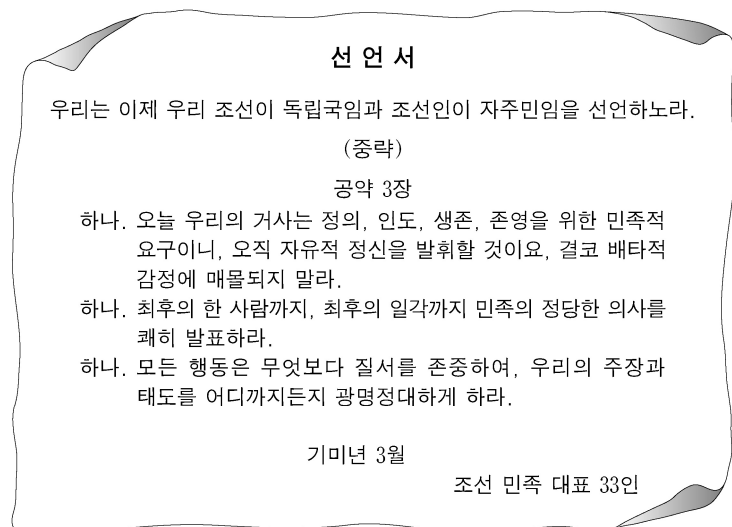 선 언 서
우리는 이제 우리 조선이 독립국임과 조선인이 자주민임을 선언하노라.
(중략)
공약 3장
하나. 오늘 우리의 거사는 정의, 인도, 생존, 존영을 위한 민족적
요구이니, 오직 자유적 정신을 발휘할 것이요, 결코 배타적
감정에 매몰되지 말라.
하나. 최후의 한 사람까지, 최후의 일각까지 민족의 정당한 의사를
쾌히 발표하라.
하나. 모든 행동은 무엇보다 질서를 존중하여, 우리의 주장과
태도를 어디까지든지 광명정대하게 하라.
기미년 3월
조선 민족 대표 33인